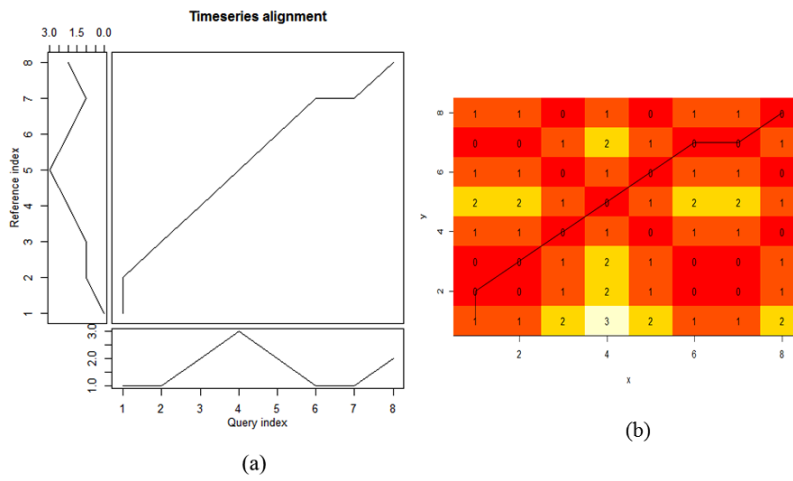 Timeseries alignment
3.0 1.5 0.0
Reference index
8
7
6
5
4
3
2
1
3.0
2.0
1.0
1 2 3 4 5 6 7 8
Query index
(a)
y
8
6
4
2
1 1 0 1 0 1 1 0
0 0 1 2 1 0 0 1
1 1 0 1 0 1 1 0
2 2 1 0 1 2 2 1
1 1 0 1 0 1 1 0
0 0 1 2 1 0 0 1
0 0 1 2 1 0 0 1
1 1 2 3 2 1 1 2
2 4 6 8
x
(b)